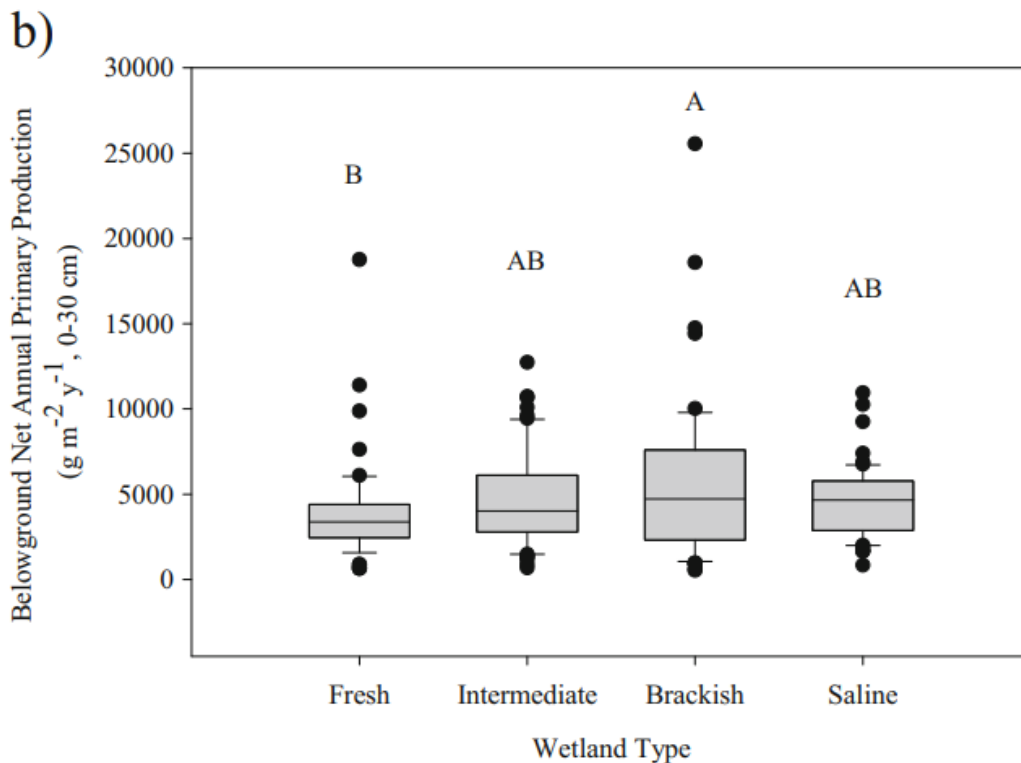 b)
Belowground Net Annual Primary Production
(g m⁻² y⁻¹, 0-30 cm)
30000
25000
20000
15000
10000
5000
0
B
AB
A
AB
Fresh
Intermediate
Brackish
Saline
Wetland Type